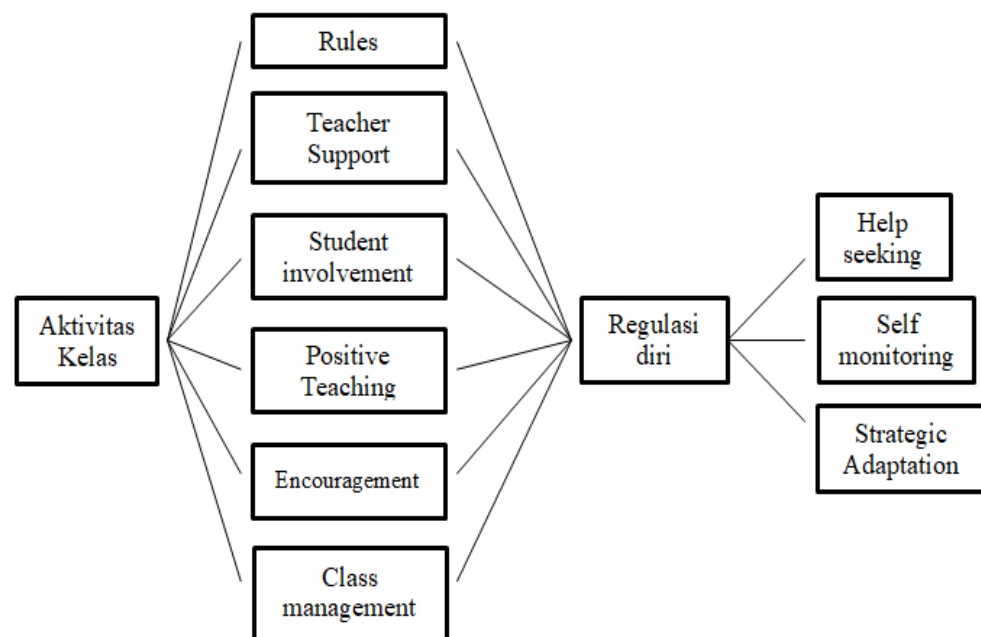 Rules
Teacher
Support
Student
involvement
Aktivitas
Kelas
Positive
Teaching
Encouragement
Class
management
Regulasi
diri
Help
seeking
Self
monitoring
Strategic
Adaptation